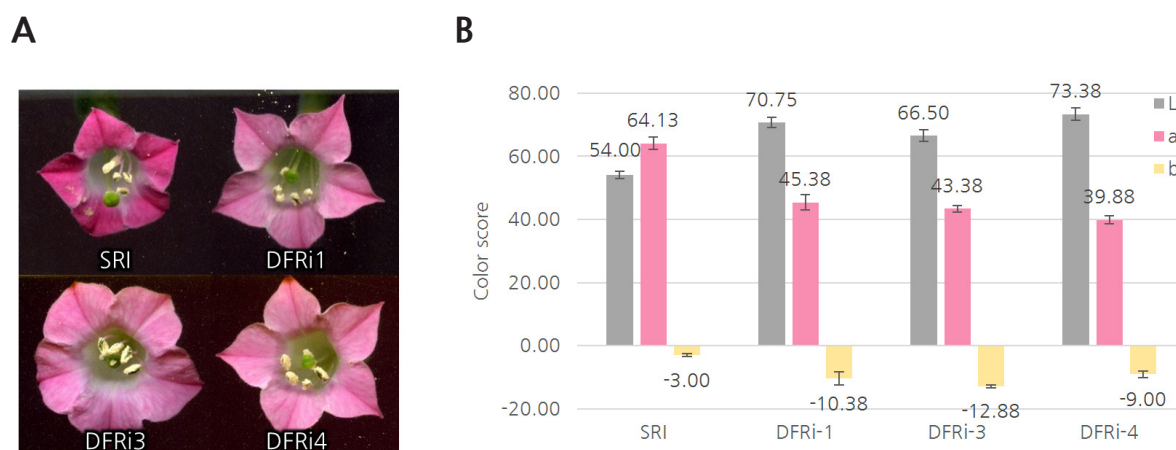 A
SRI
DFRi1
DFRi3
DFRi4
B
80.00
60.00
40.00
20.00
0.00
-20.00
Color score
54.00
64.13
-3.00
70.75
45.38
-10.38
66.50
43.38
-12.88
73.38
39.88
-9.00
SRI
DFRi-1
DFRi-3
DFRi-4
L
a
b